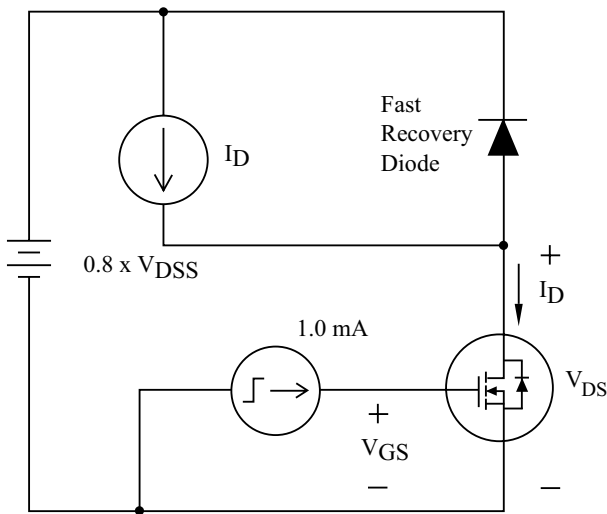 Fast
Recovery
Diode
ID
0.8 x VDSS
+
ID
1.0 mA
VDS
+
VGS
−
−